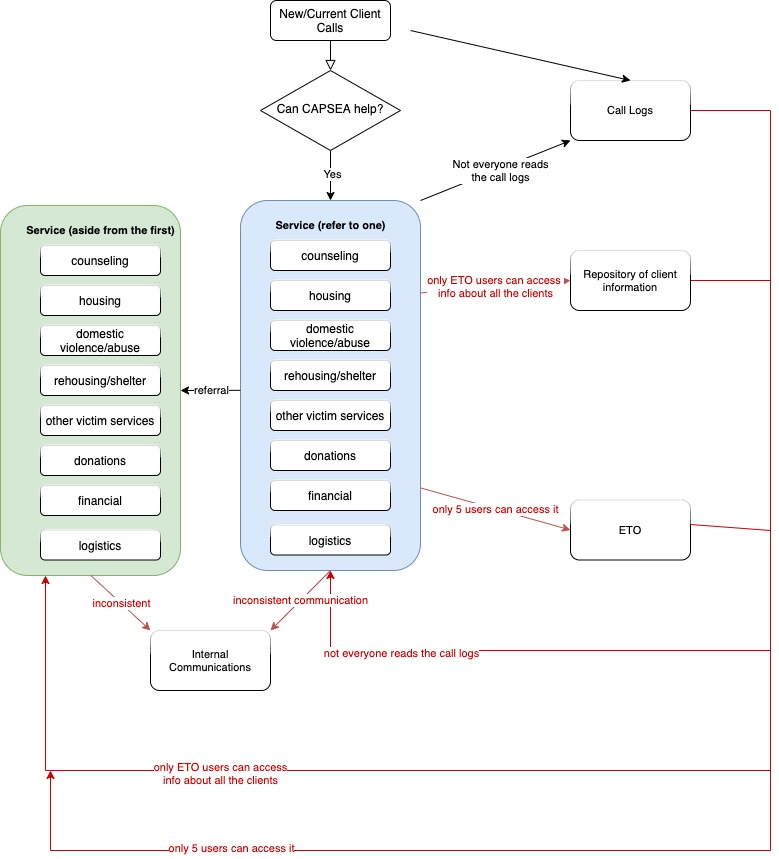 New/Current Client
Calls
Can CAPSEA help?
Call Logs
Yes
Not everyone reads
the call logs
Service (aside from the first)
counseling
housing
domestic
violence/abuse
rehousing/shelter
other victim services
donations
financial
logistics
Service (refer to one)
counseling
housing
domestic
violence/abuse
rehousing/shelter
other victim services
donations
financial
logistics
referral
only ETO users can access
info about all the clients
Repository of client
information
only 5 users can access it
ETO
inconsistent
inconsistent communication
Internal
Communications
not everyone reads the call logs
only ETO users can access
info about all the clients
only 5 users can access it